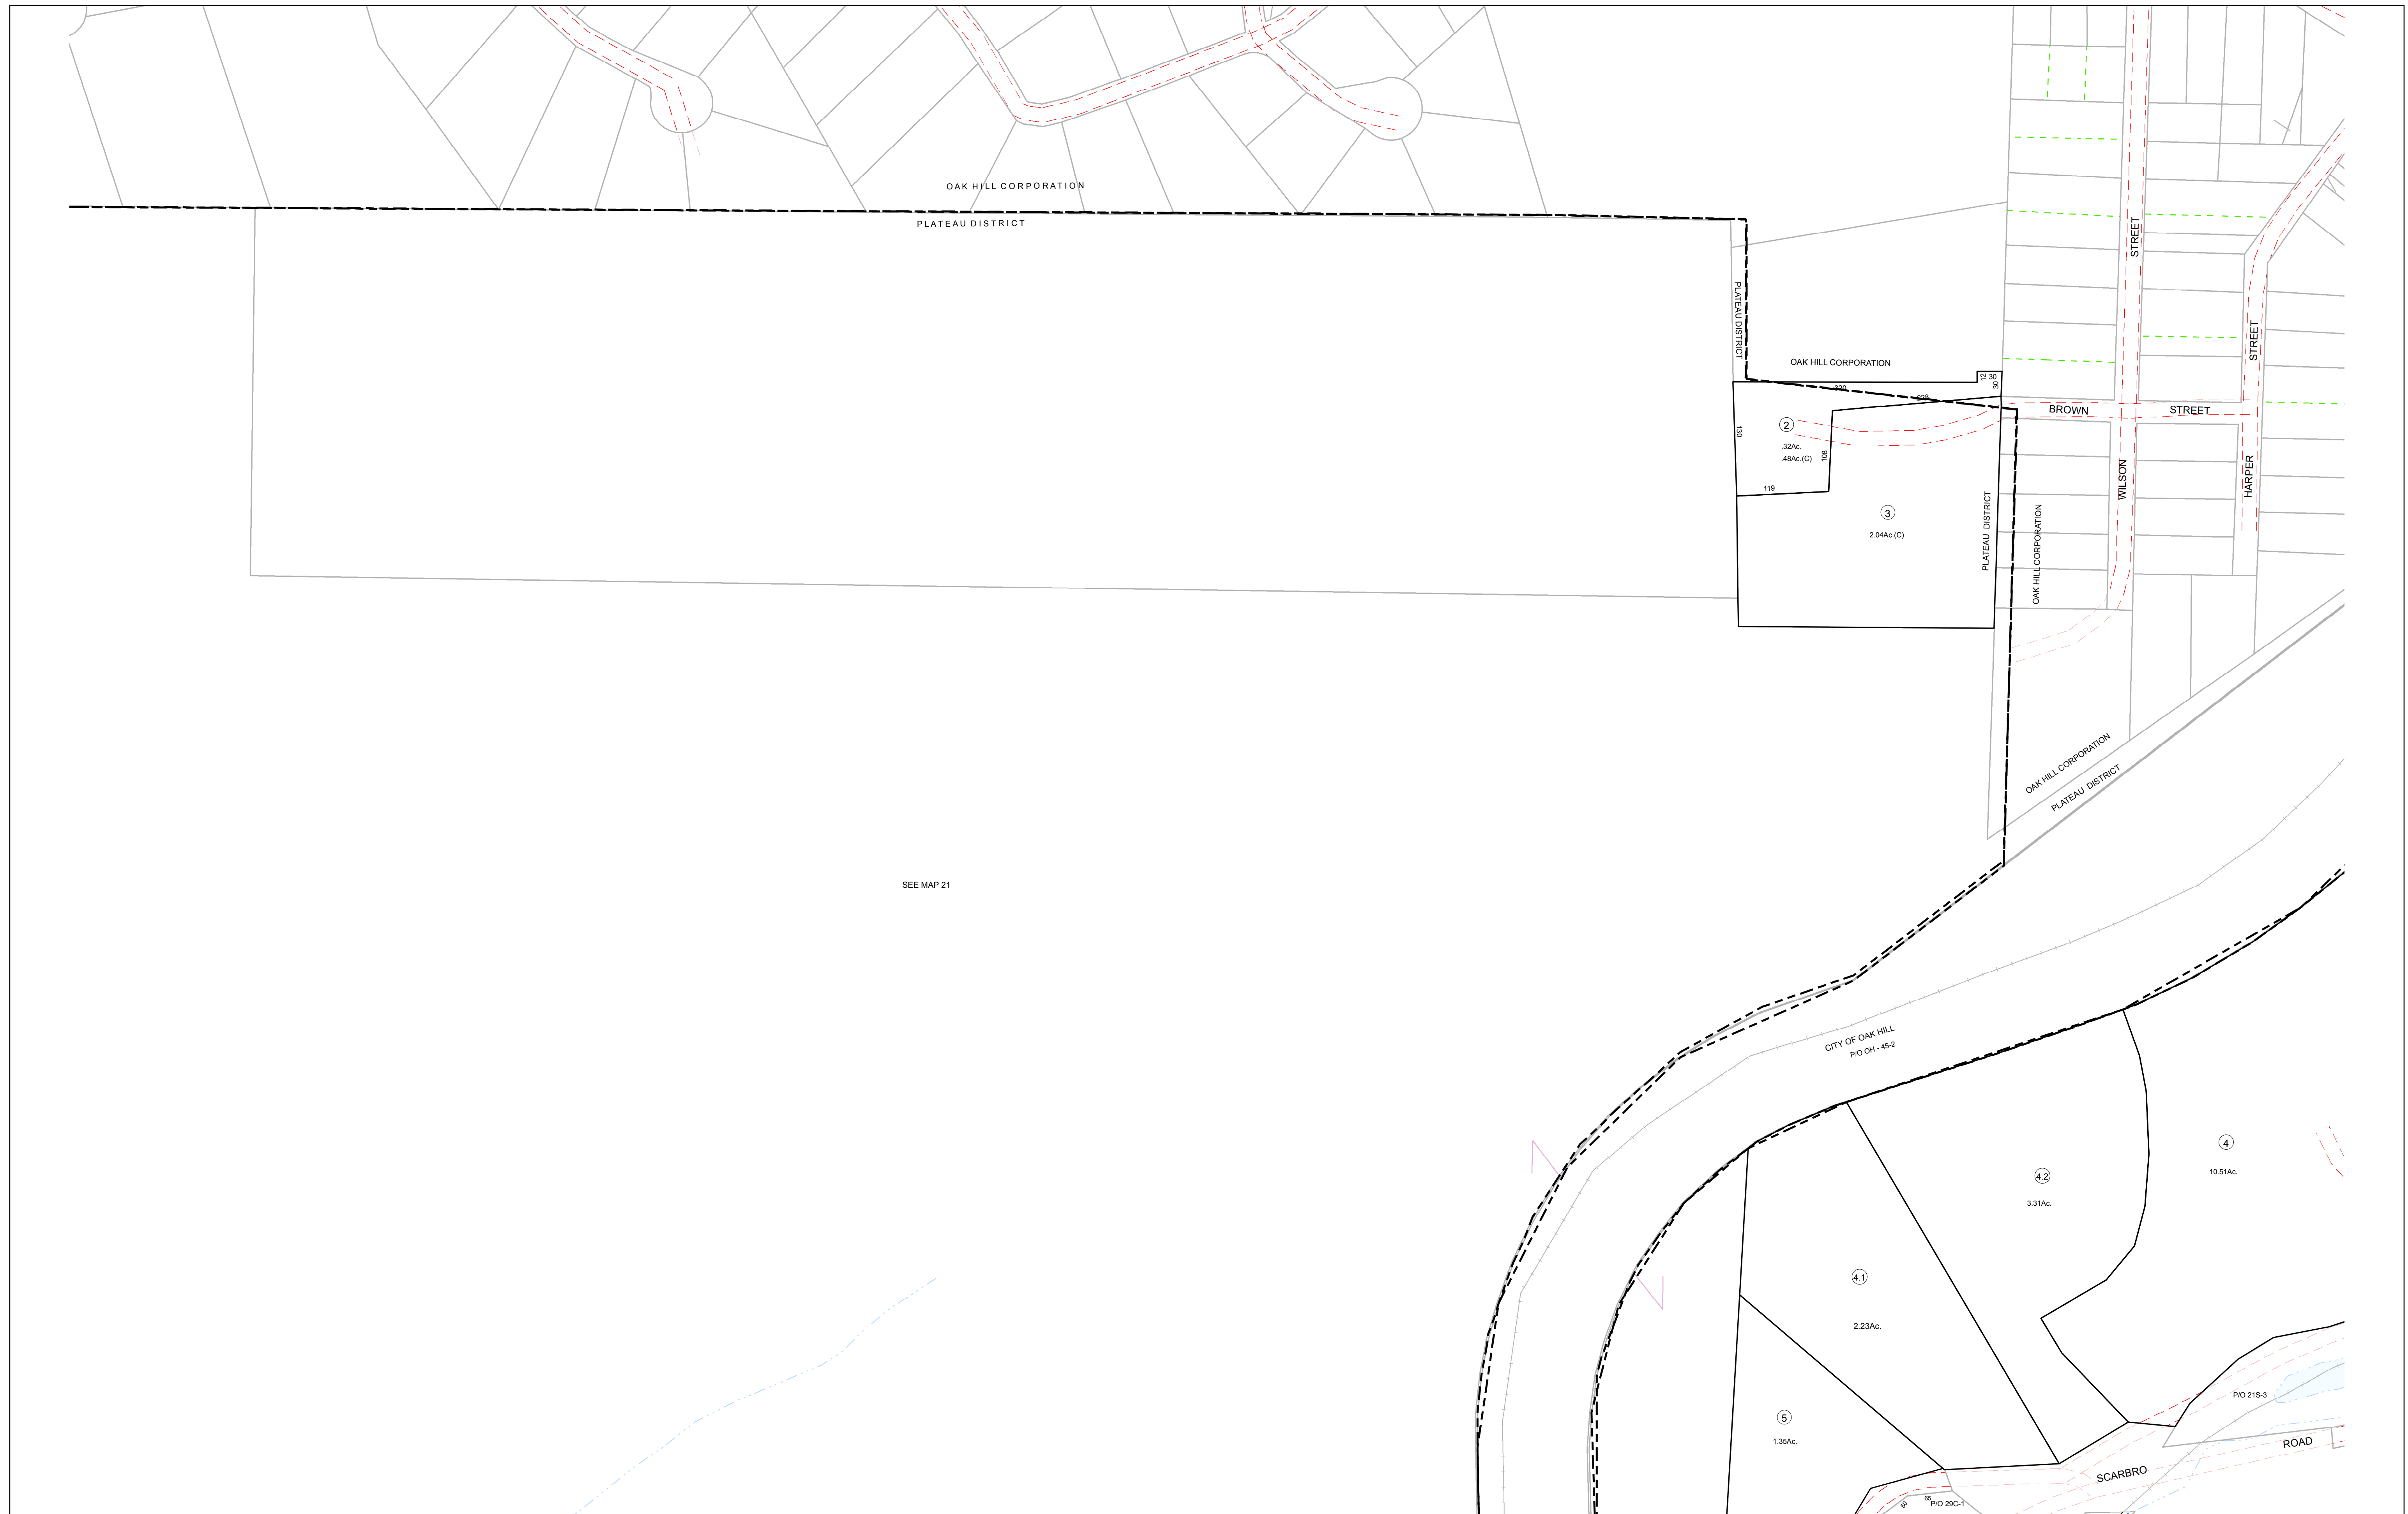 OAK HILL CORPORATION
PLATEAU DISTRICT
STREET
PLATEAU DISTRICT
STREET
OAK HILL CORPORATION
12
30
30
320
228
BROWN
STREET
2
130
.32Ac.
.48Ac.(C)
108
119
WILSON
HARPER
3
2.04Ac.(C)
PLATEAU DISTRICT
OAK HILL CORPORATION
OAK HILL CORPORATION
PLATEAU DISTRICT
SEE MAP 21
CITY OF OAK HILL
P/O OH - 45-2
4
10.51Ac.
4.2
3.31Ac.
4.1
2.23Ac.
P/O 21S-3
5
1.35Ac.
ROAD
SCARBRO
50
65
P/O 29C-1